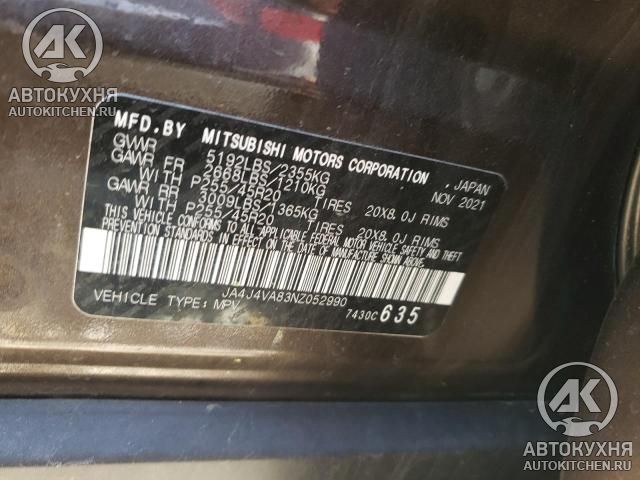 АК
АВТОКУХНЯ
AUTOKITCHEN.RU
MFD.BY MITSUBISHI MOTORS CORPORATION , JAPAN
GVWR 5192LBS/2355KG NOV 2021
GAWR FR 2668LBS/1210KG
WITH P255/45R20 TIRES 20X8.0J RIMS
GAWR RR 3009LBS/1365KG
WITH P255/45R20 TIRES 20X8.0J RIMS
THIS VEHICLE CONFORMS TO ALL APPLICABLE FEDERAL MOTOR VEHICLE SAFETY AND THEFT
PREVENTION STANDARDS IN EFFECT ON THE DATE OF MANUFACTURE SHOWN ABOVE.
JA4J4VA83NZ052990
VEHICLE TYPE:MPV 7430C 635
АК
АВТОКУХНЯ
AUTOKITCHEN.RU